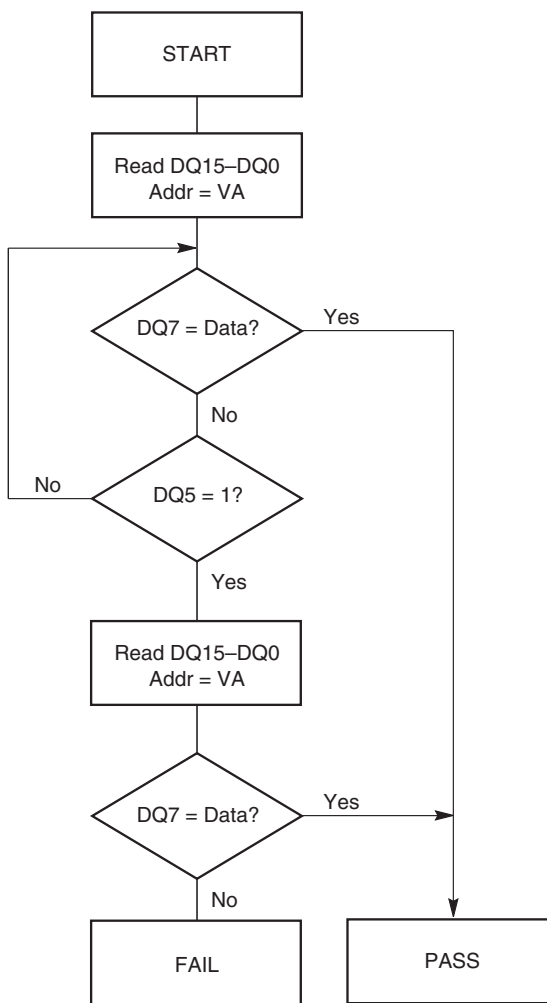 START
Read DQ15–DQ0
Addr = VA
DQ7 = Data?
Yes
No
No
DQ5 = 1?
Yes
Read DQ15–DQ0
Addr = VA
DQ7 = Data?
Yes
No
FAIL
PASS